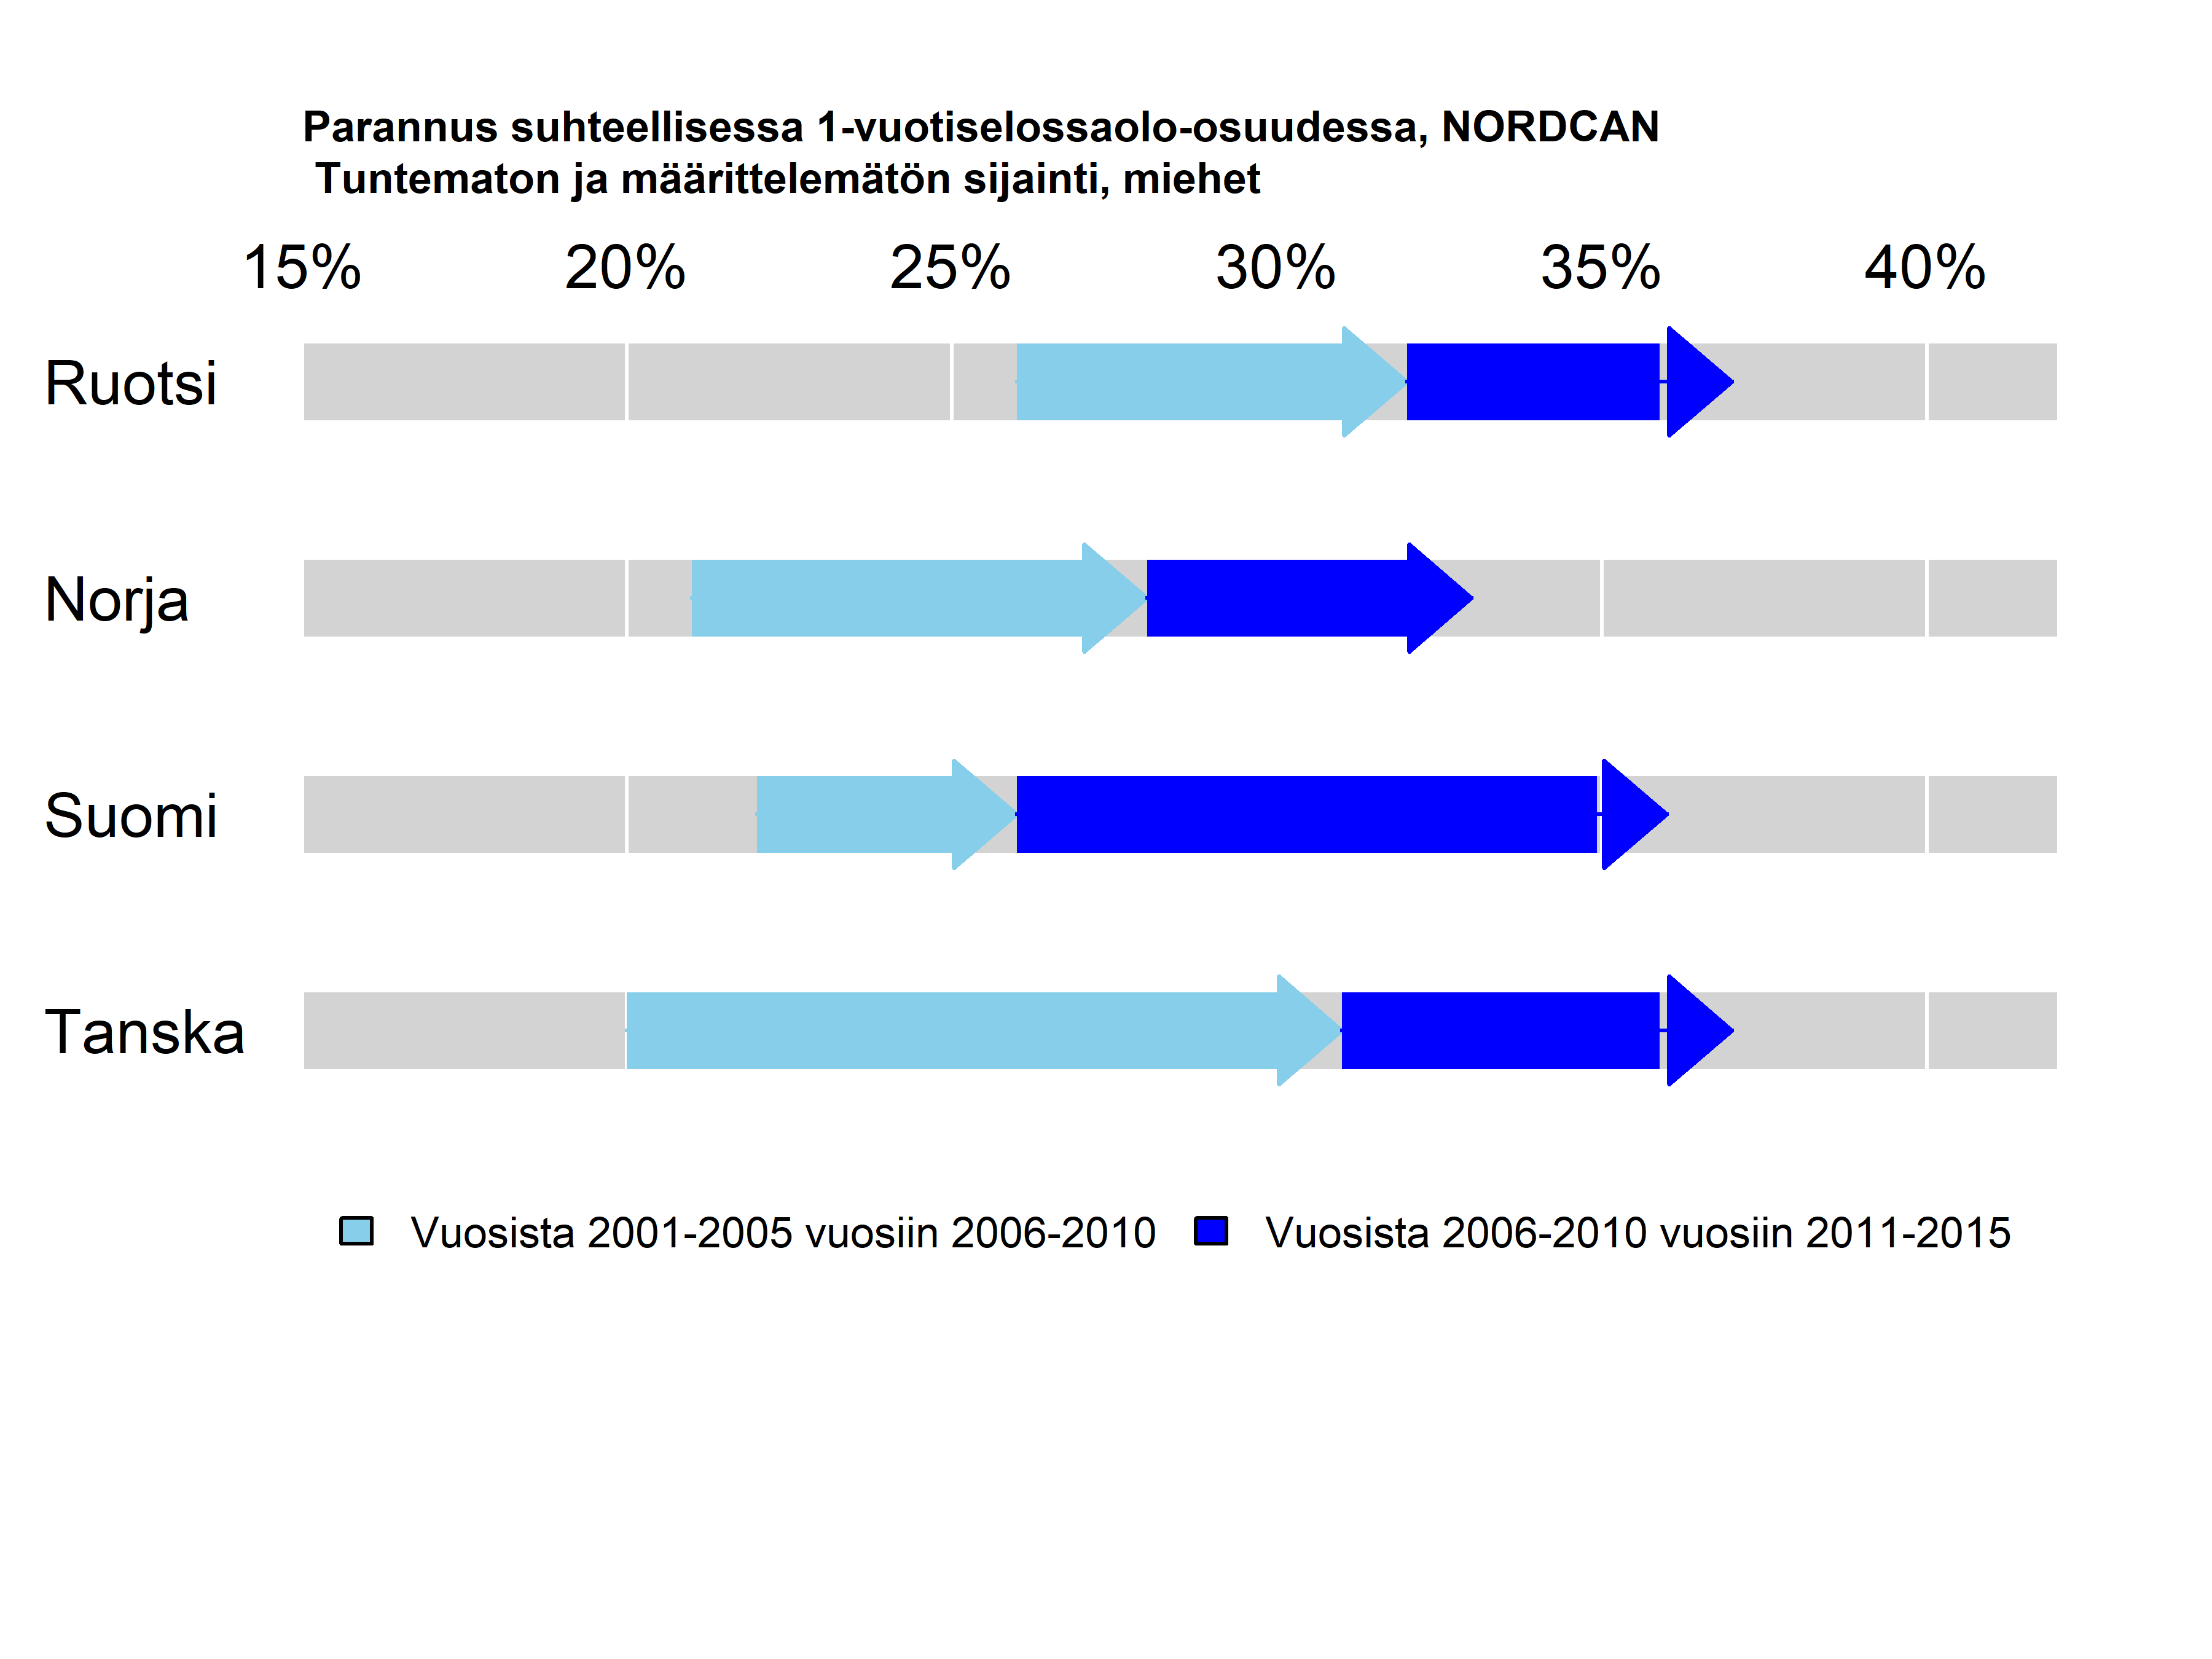 Parannus suhteellisessa 1-vuotiselossaolo-osuudessa, NORDCAN
Tuntematon ja määrittelemätön sijainti, miehet
15% 20% 25% 30% 35% 40%
Ruotsi
Norja
Suomi
Tanska
Vuosista 2001-2005 vuosiin 2006-2010 Vuosista 2006-2010 vuosiin 2011-2015